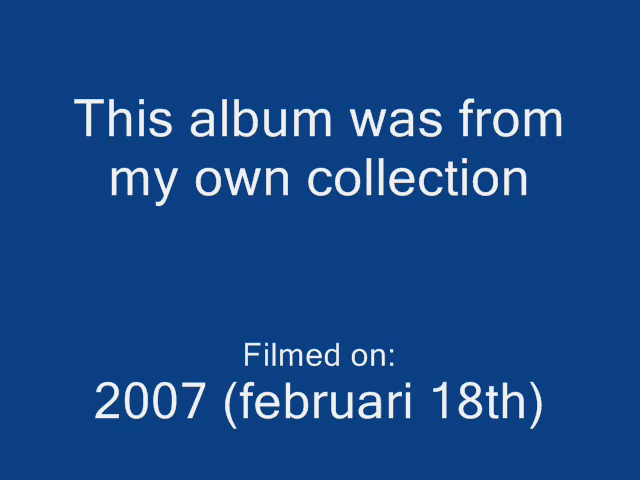 This album was from
my own collection
Filmed on:
2007 (februari 18th)